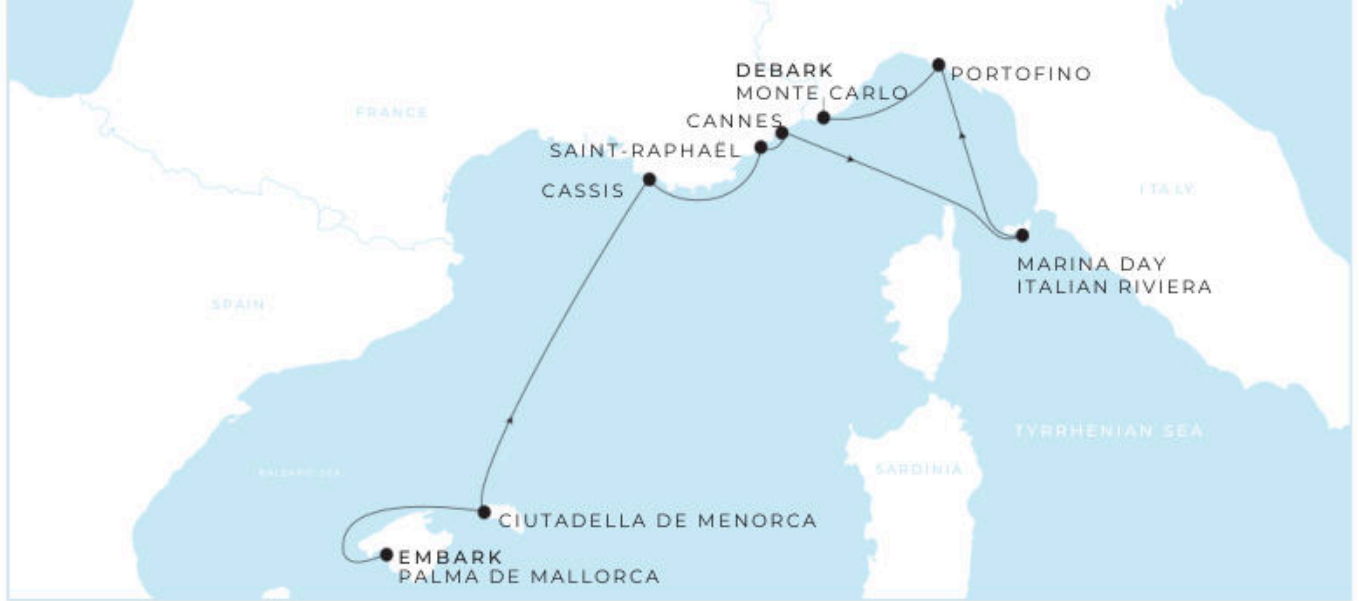 DEBARK
MONTE CARLO
PORTOFINO
FRANCE
CANNES
SAINT-RAPHAËL
CASSIS
ITALY
MARINA DAY
ITALIAN RIVIERA
SPAIN
TYRRHENIAN SEA
SARDINIA
BALEARIC SEA
CIUTADELLA DE MENORCA
EMBARK
PALMA DE MALLORCA